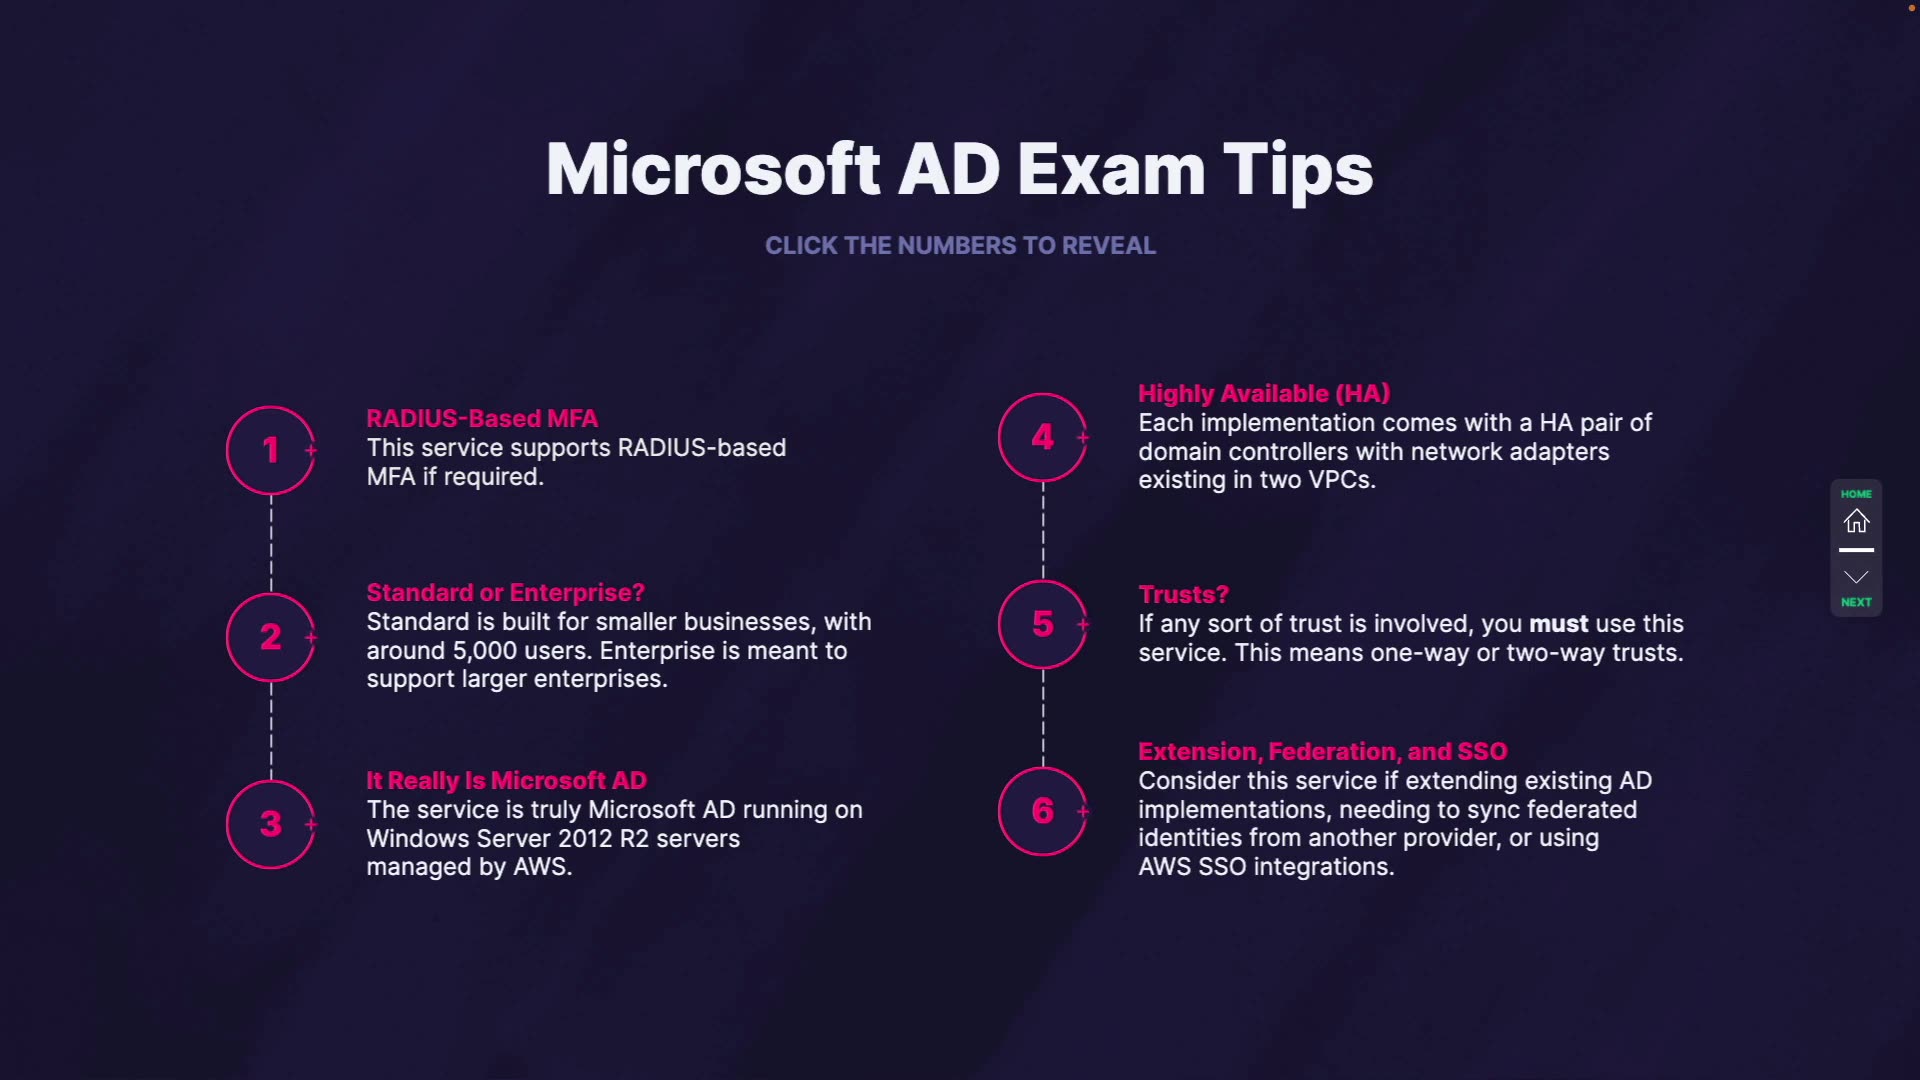 Microsoft AD Exam Tips
CLICK THE NUMBERS TO REVEAL
1
RADIUS-Based MFA
This service supports RADIUS-based
MFA if required.
2
Standard or Enterprise?
Standard is built for smaller businesses, with
around 5,000 users. Enterprise is meant to
support larger enterprises.
3
It Really Is Microsoft AD
The service is truly Microsoft AD running on
Windows Server 2012 R2 servers
managed by AWS.
4
Highly Available (HA)
Each implementation comes with a HA pair of
domain controllers with network adapters
existing in two VPCs.
5
Trusts?
If any sort of trust is involved, you must use this
service. This means one-way or two-way trusts.
6
Extension, Federation, and SSO
Consider this service if extending existing AD
implementations, needing to sync federated
identities from another provider, or using
AWS SSO integrations.
HOME
NEXT